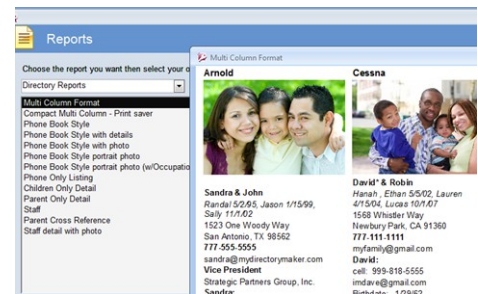 Reports
Choose the report you want then select your o
Directory Reports
Multi Column Format
Compact Multi Column - Print saver
Phone Book Style
Phone Book Style with details
Phone Book Style with photo
Phone Book Style portrait photo
Phone Book Style portrait photo (w/Occupatio
Phone Only Listing
Children Only Detail
Parent Only Detail
Staff
Parent Cross Reference
Staff detail with photo
Multi Column Format
Arnold
Sandra & John
Randal 5/2/95, Jason 1/15/99,
Sally 11/1/02
1523 One Woody Way
San Antonio, TX 98562
777-555-5555
sandra@mydirectorymaker.com
Vice President
Strategic Partners Group, Inc.
Sandra:
Cessna
David* & Robin
Hanah , Ethan 5/5/02, Lauren
4/15/04, Lucas 10/1/07
1568 Whistler Way
Newbury Park, CA 91360
777-111-1111
myfamily@gmail.com
David:
cell: 999-818-5555
imdave@gmail.com
Birthdate: 1/29/62